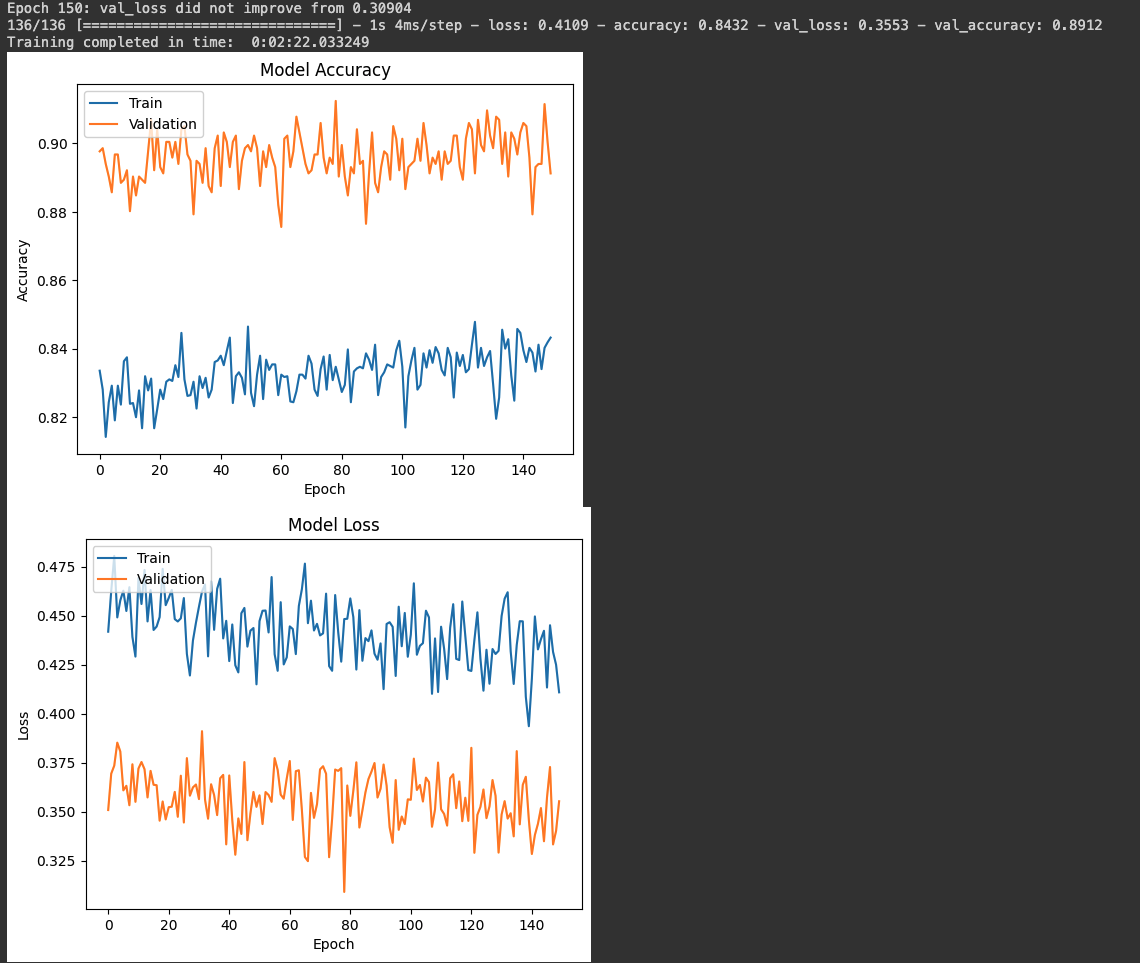 Epoch 150: val_loss did not improve from 0.30904
136/136 [==============================] - 1s 4ms/step - loss: 0.4109 - accuracy: 0.8432 - val_loss: 0.3553 - val_accuracy: 0.8912
Training completed in time:  0:02:22.033249
Model Accuracy
Train
Validation
0.90
0.88
0.86
0.84
0.82
Accuracy
0 20 40 60 80 100 120 140
Epoch
Model Loss
Train
Validation
0.475
0.450
0.425
0.400
0.375
0.350
0.325
Loss
0 20 40 60 80 100 120 140
Epoch